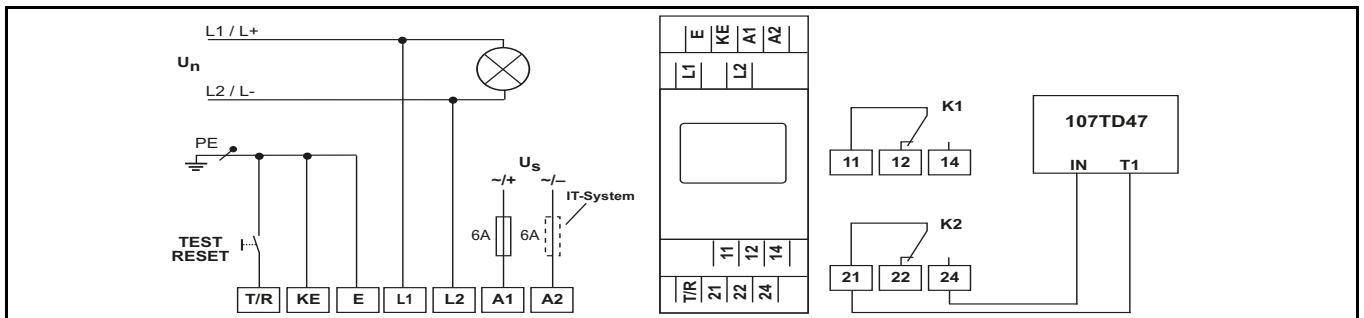 L1 / L+
Un
L2 / L-
PE
Us
~/+ ~/–
IT-System
6A 6A
TEST
RESET
T/R KE E L1 L2 A1 A2
E KE A1 A2
L1 L2
11 12 14
T/R 21 22 24
K1
11 12 14
K2
21 22 24
107TD47
IN T1